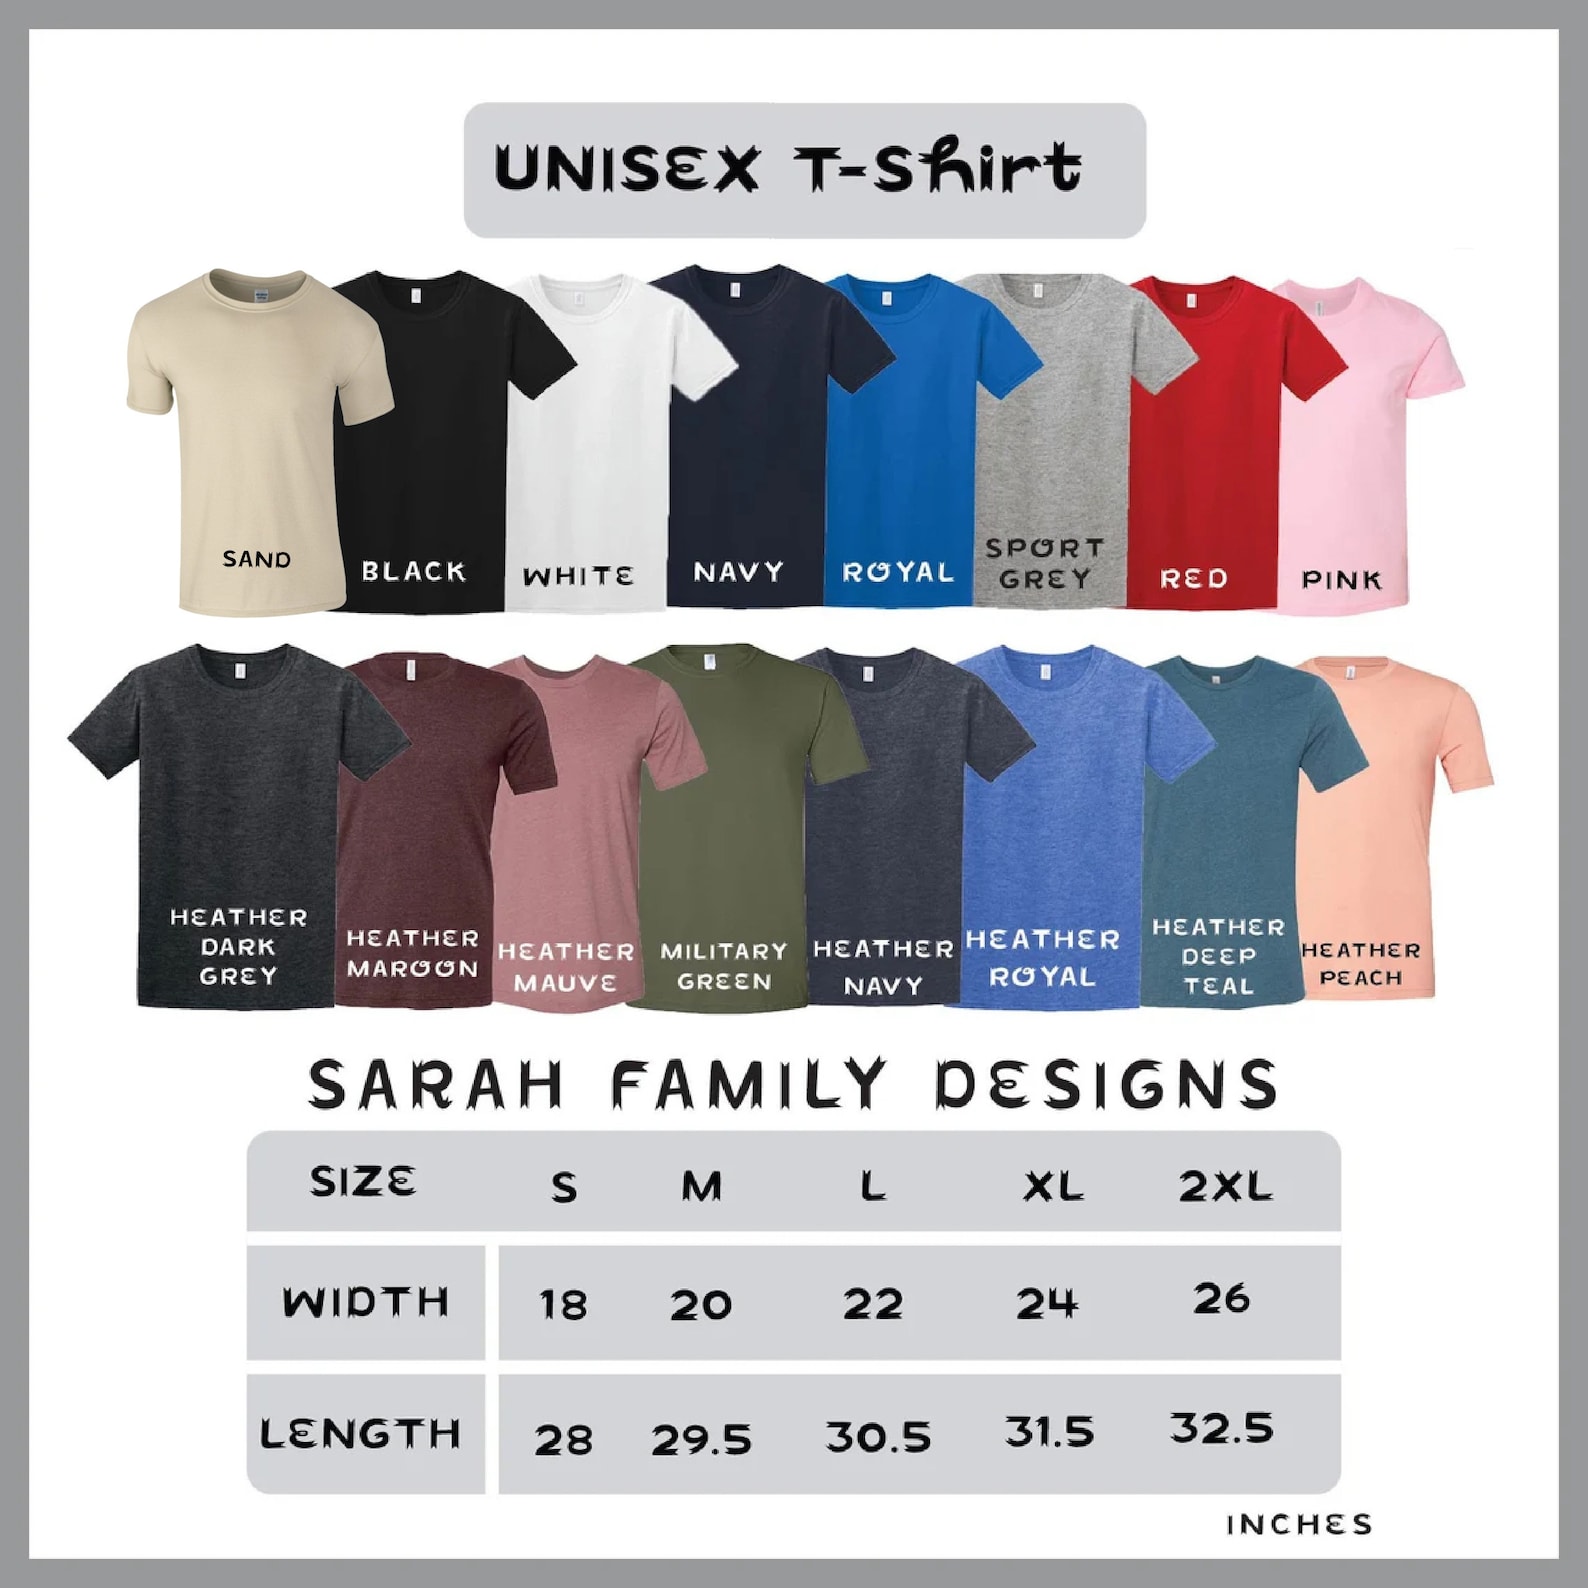 UNISEX T-Shirt
SAND
BLACK
WHITE
NAVY
ROYAL
SPORT
GREY
RED
PINK
HEATHER
DARK
GREY
HEATHER
MAROON
HEATHER
MAUVE
MILITARY
GREEN
HEATHER
NAVY
HEATHER
ROYAL
HEATHER
DEEP
TEAL
HEATHER
PEACH
SARAH FAMILY DESIGNS
SIZE S M L XL 2XL
WIDTH 18 20 22 24 26
LENGTH 28 29.5 30.5 31.5 32.5
INCHES